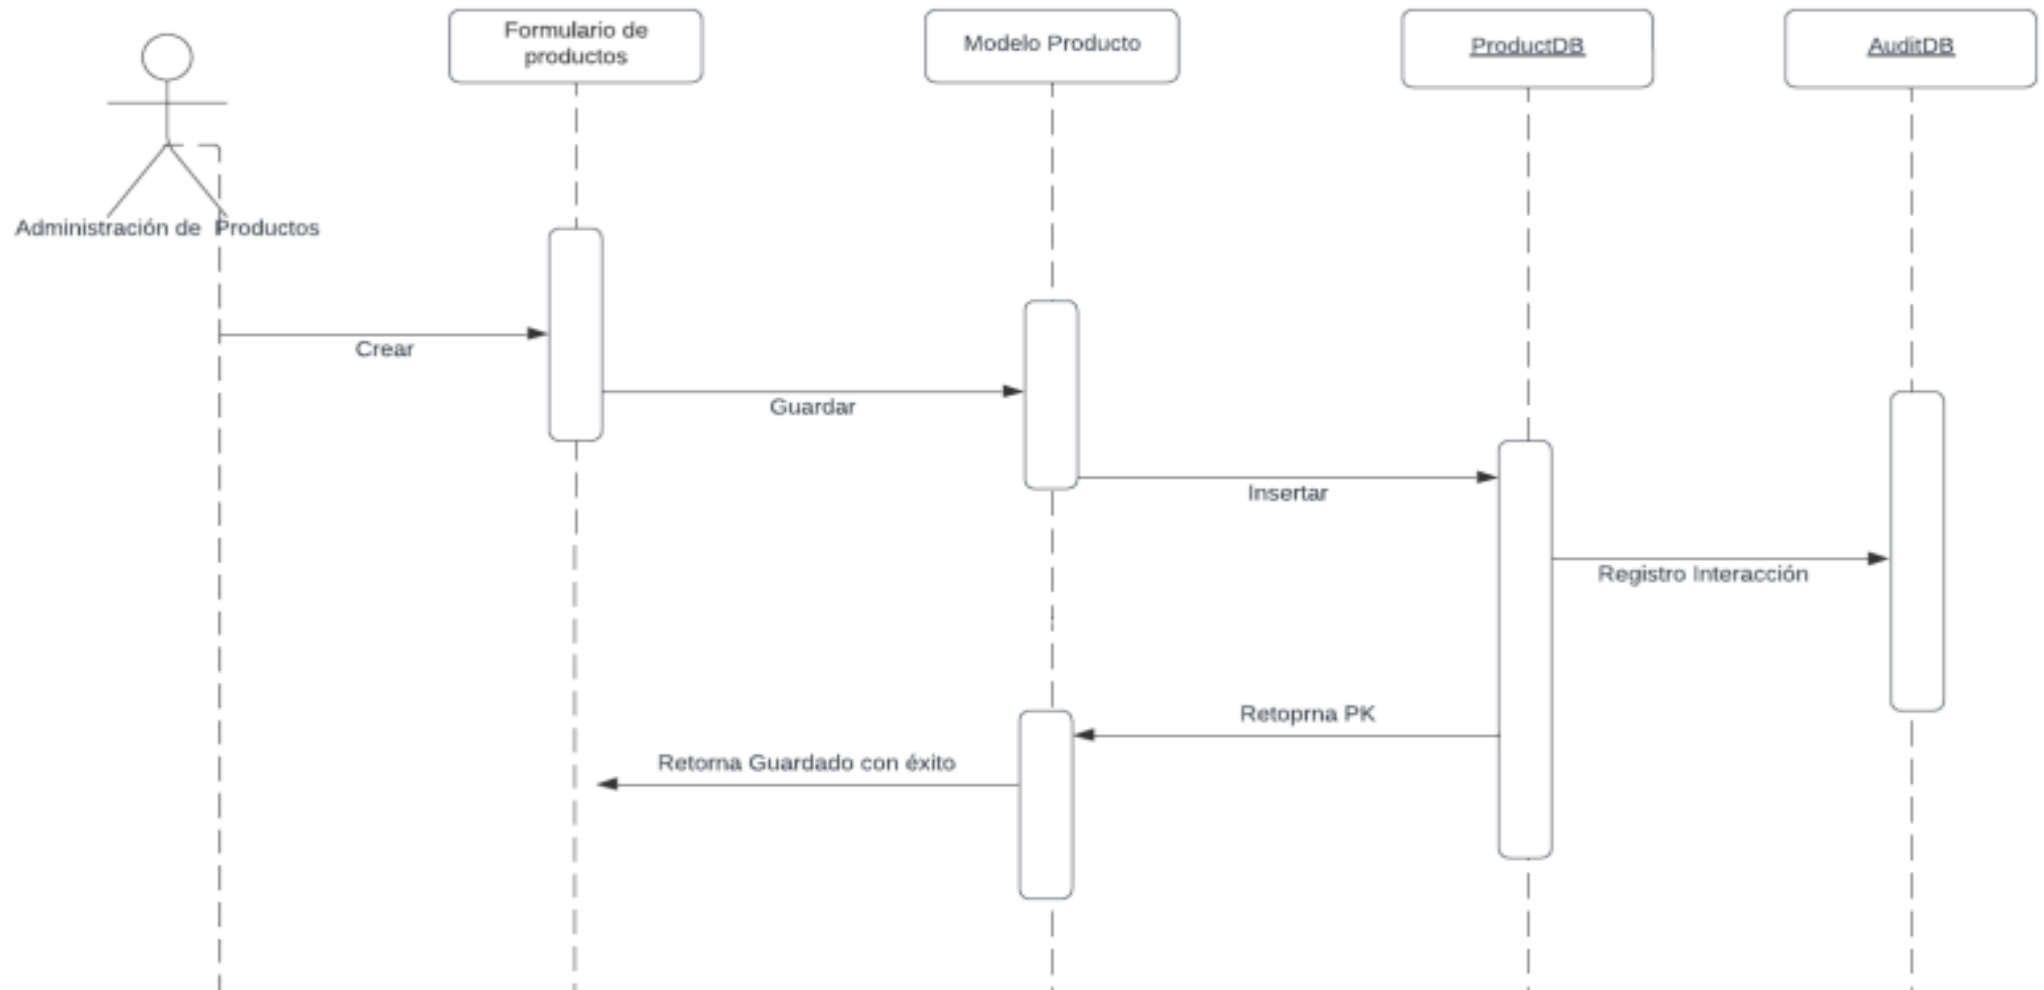 Formulario de
productos
Modelo Producto
ProductDB
AuditDB
Administración de Productos
Crear
Guardar
Insertar
Registro Interacción
Retoprna PK
Retorna Guardado con éxito